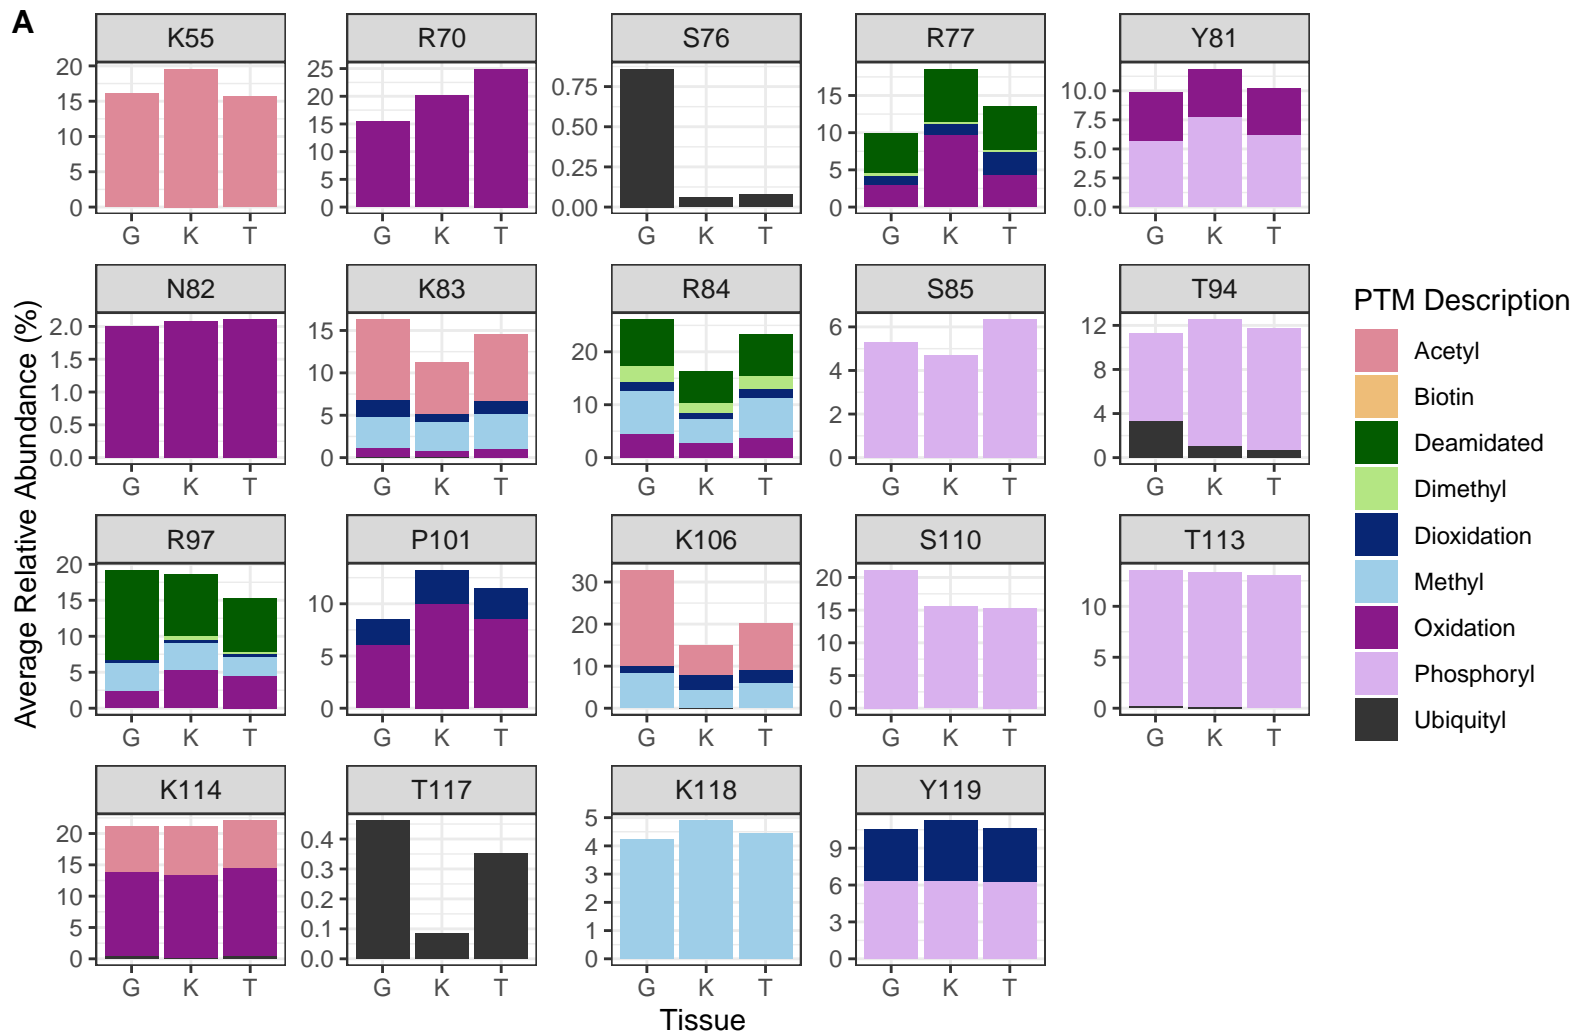 A
K55 R70 S76 R77 Y81
20 15 10 5 0
25 20 15 10 5 0
0.75 0.50 0.25 0.00
15 10 5 0
10.0 7.5 5.0 2.5 0.0
G K T G K T G K T G K T G K T
N82 K83 R84 S85 T94
2.0 1.5 1.0 0.5 0.0
15 10 5 0
20 10 0
6 4 2 0
12 8 4 0
G K T G K T G K T G K T G K T
R97 P101 K106 S110 T113
20 15 10 5 0
10 5 0
30 20 10 0
20 15 10 5 0
10 5 0
G K T G K T G K T G K T G K T
K114 T117 K118 Y119
20 15 10 5 0
0.4 0.3 0.2 0.1 0.0
5 4 3 2 1 0
9 6 3 0
G K T G K T G K T G K T
Average Relative Abundance (%)
Tissue
PTM Description
Acetyl
Biotin
Deamidated
Dimethyl
Dioxidation
Methyl
Oxidation
Phosphoryl
Ubiquityl